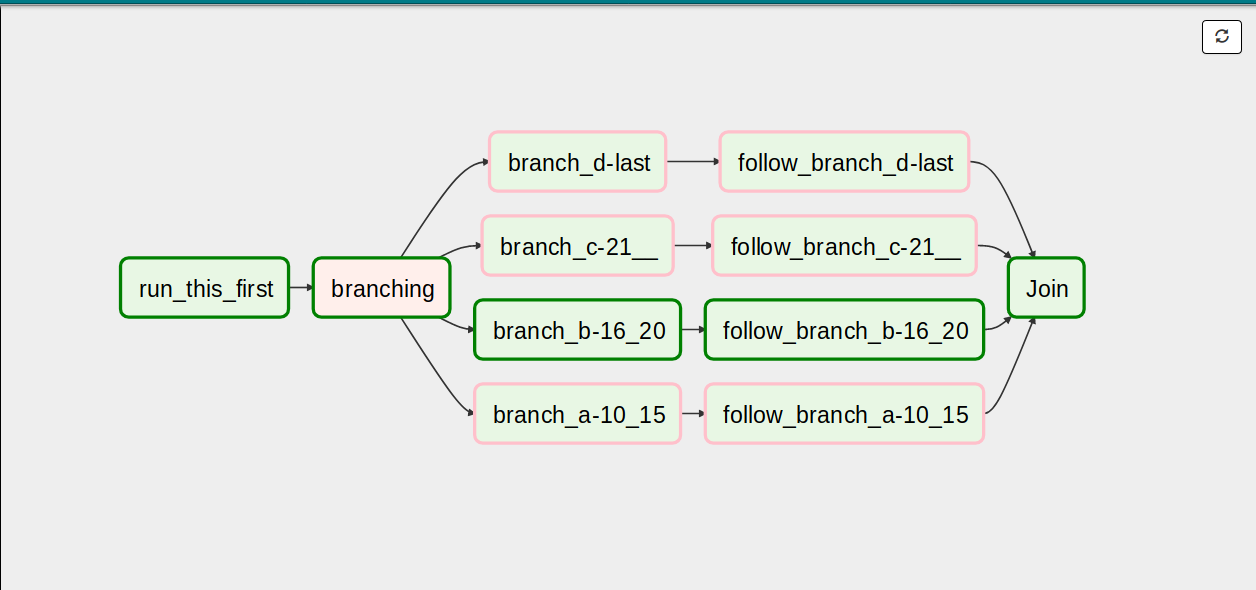 branch_d-last
follow_branch_d-last
branch_c-21__
follow_branch_c-21__
run_this_first
branching
Join
branch_b-16_20
follow_branch_b-16_20
branch_a-10_15
follow_branch_a-10_15